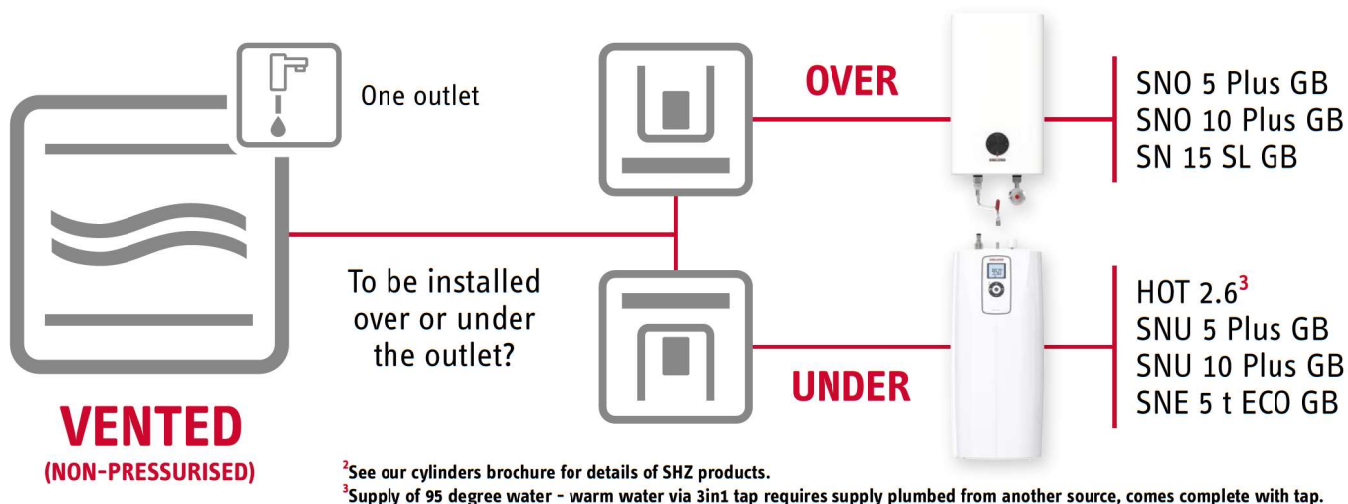 One outlet
OVER
SNO 5 Plus GB
SNO 10 Plus GB
SN 15 SL GB
To be installed
over or under
the outlet?
UNDER
HOT 2.6³
SNU 5 Plus GB
SNU 10 Plus GB
SNE 5 t ECO GB
VENTED
(NON-PRESSURISED)
²See our cylinders brochure for details of SHZ products.
³Supply of 95 degree water - warm water via 3in1 tap requires supply plumbed from another source, comes complete with tap.